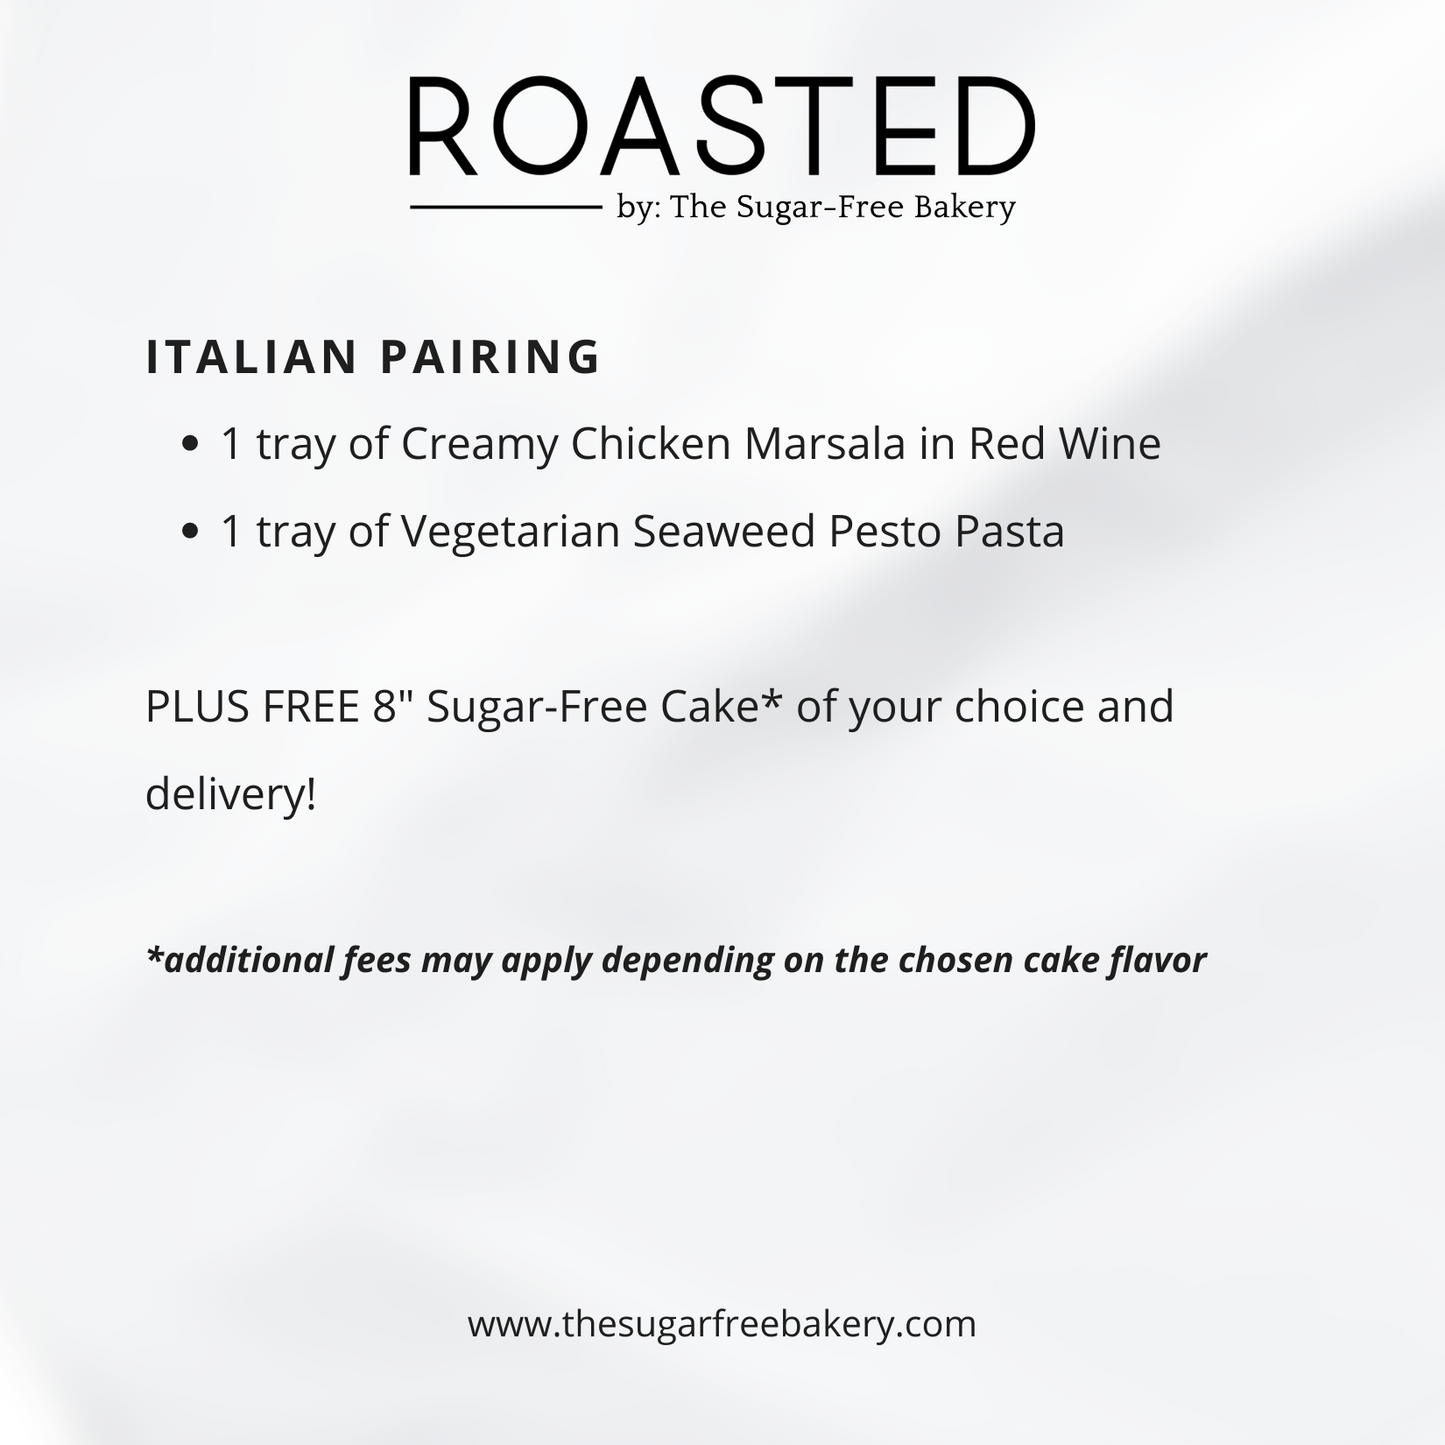 ROASTED
by: The Sugar-Free Bakery
ITALIAN PAIRING
• 1 tray of Creamy Chicken Marsala in Red Wine
• 1 tray of Vegetarian Seaweed Pesto Pasta
PLUS FREE 8" Sugar-Free Cake* of your choice and
delivery!
*additional fees may apply depending on the chosen cake flavor
www.thesugarfreebakery.com